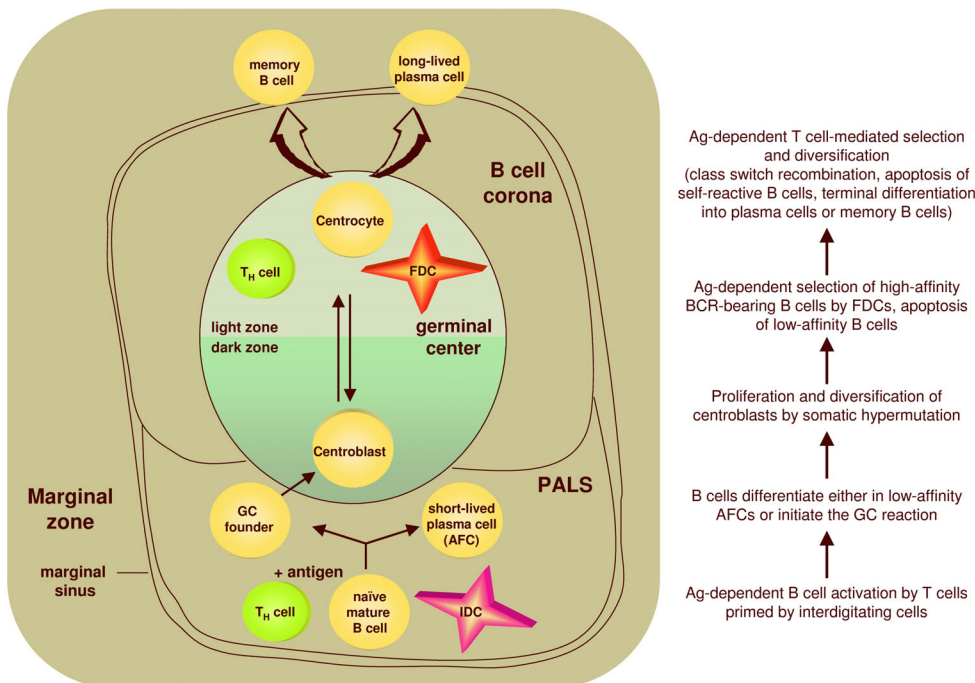 memory
B cell
long-lived
plasma cell
B cell
corona
Centrocyte
T_H cell
FDC
light zone
dark zone
germinal
center
Centroblast
Marginal
zone
PALS
GC
founder
short-lived
plasma cell
(AFC)
marginal
sinus
+ antigen
T_H cell
naïve
mature
B cell
IDC
Ag-dependent T cell-mediated selection
and diversification
(class switch recombination, apoptosis of
self-reactive B cells, terminal differentiation
into plasma cells or memory B cells)
Ag-dependent selection of high-affinity
BCR-bearing B cells by FDCs, apoptosis
of low-affinity B cells
Proliferation and diversification of
centroblasts by somatic hypermutation
B cells differentiate either in low-affinity
AFCs or initiate the GC reaction
Ag-dependent B cell activation by T cells
primed by interdigitating cells